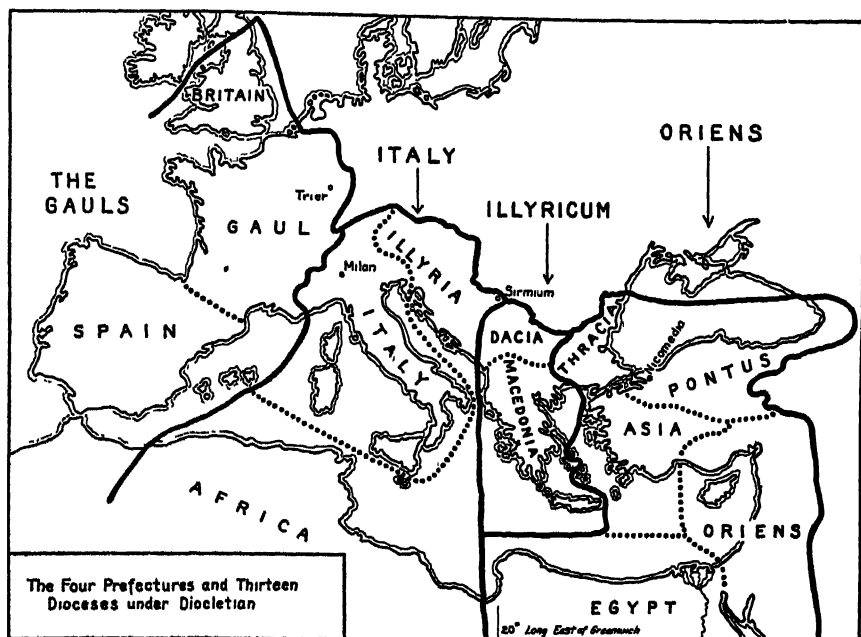 BRITAIN
ORIENS
ITALY
THE
GAULS
Trier
ILLYRICUM
GAUL
ILLYRIA
Milan
Sirmium
SPAIN
ITALY
DACIA
THRACIA
Nicomedia
PONTUS
MACEDONIA
ASIA
AFRICA
ORIENS
The Four Prefectures and Thirteen
Dioceses under Diocletian
EGYPT
20° Long East of Greenwich